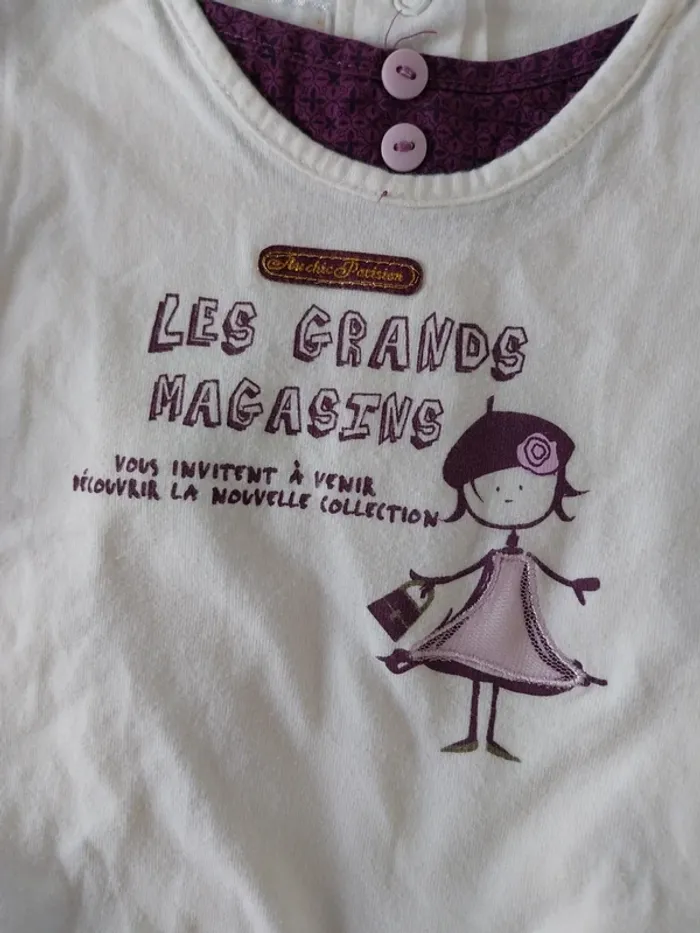 Au chic Parisien
LES GRANDS
MAGASINS
VOUS INVITENT À VENIR
DÉCOUVRIR LA NOUVELLE COLLECTION